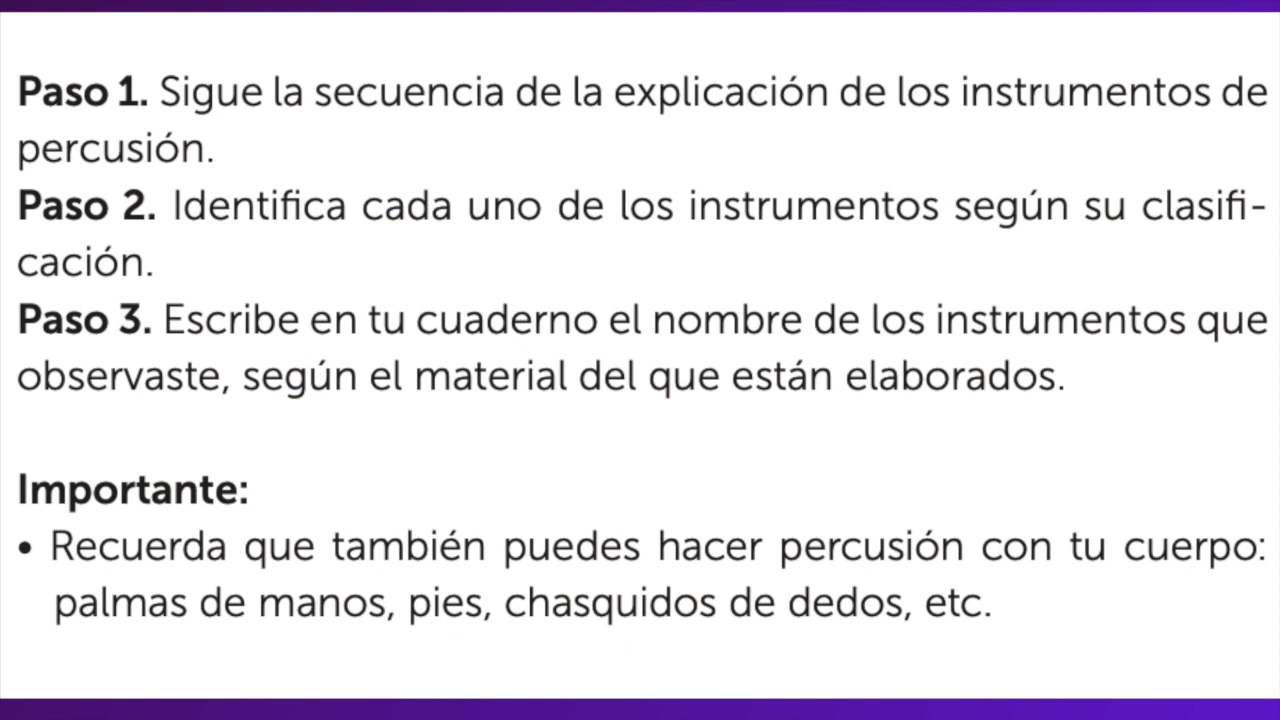 Paso 1. Sigue la secuencia de la explicación de los instrumentos de
percusión.
Paso 2. Identifica cada uno de los instrumentos según su clasifi-
cación.
Paso 3. Escribe en tu cuaderno el nombre de los instrumentos que
observaste, según el material del que están elaborados.
Importante:
• Recuerda que también puedes hacer percusión con tu cuerpo:
palmas de manos, pies, chasquidos de dedos, etc.